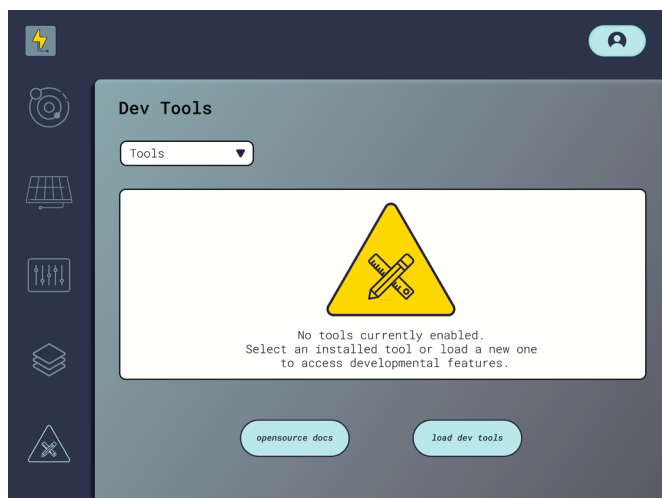 Dev Tools
Tools
No tools currently enabled.
Select an installed tool or load a new one
to access developmental features.
opensource docs
load dev tools